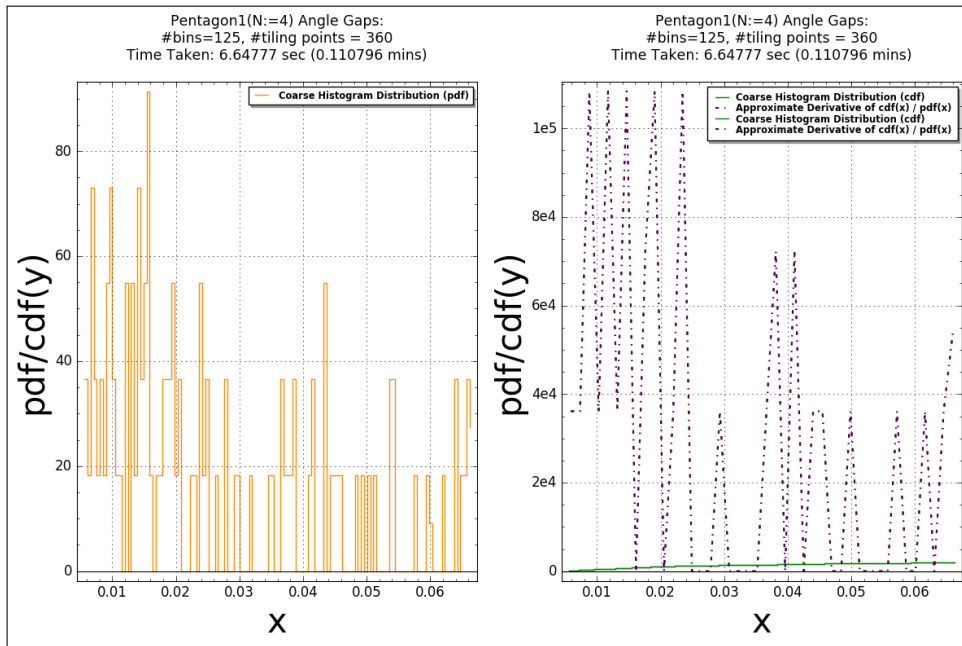 Pentagon1(N:=4) Angle Gaps:
#bins=125, #tiling points = 360
Time Taken: 6.64777 sec (0.110796 mins)
Coarse Histogram Distribution (pdf)
pdf/cdf(y)
80
60
40
20
0
0.01 0.02 0.03 0.04 0.05 0.06
x
Pentagon1(N:=4) Angle Gaps:
#bins=125, #tiling points = 360
Time Taken: 6.64777 sec (0.110796 mins)
Coarse Histogram Distribution (cdf)
Approximate Derivative of cdf(x) / pdf(x)
Coarse Histogram Distribution (cdf)
Approximate Derivative of cdf(x) / pdf(x)
pdf/cdf(y)
1e5
8e4
6e4
4e4
2e4
0
0.01 0.02 0.03 0.04 0.05 0.06
x